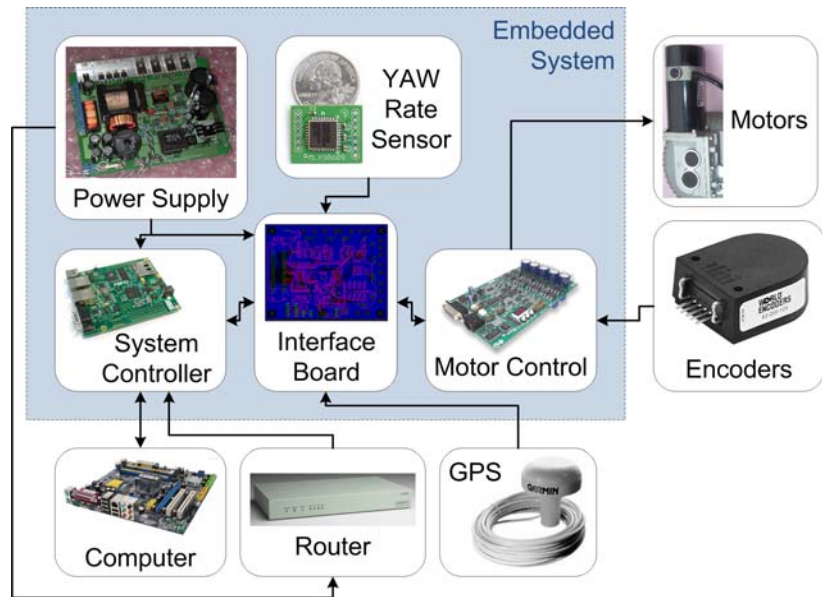 Embedded
System
Power Supply
YAW
Rate
Sensor
Motors
System
Controller
Interface
Board
Motor Control
WORLD
ENCODERS
Encoders
Computer
Router
GPS
GARMIN